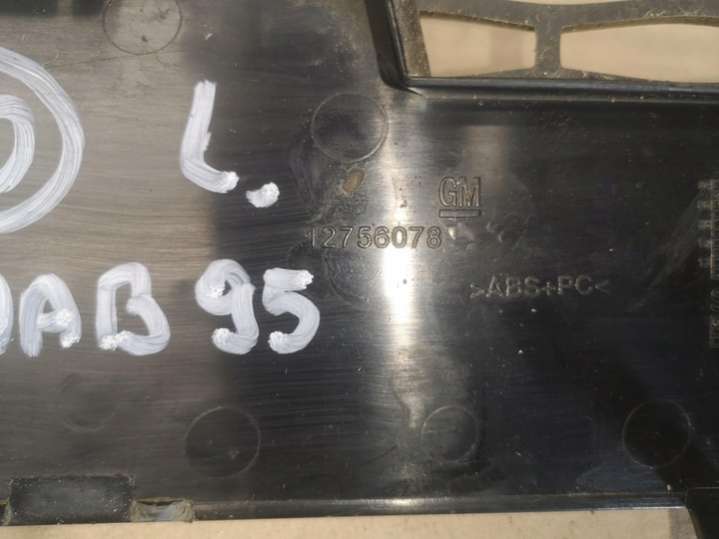 L.
GM
12756078
>ABS+PC<
AB 95